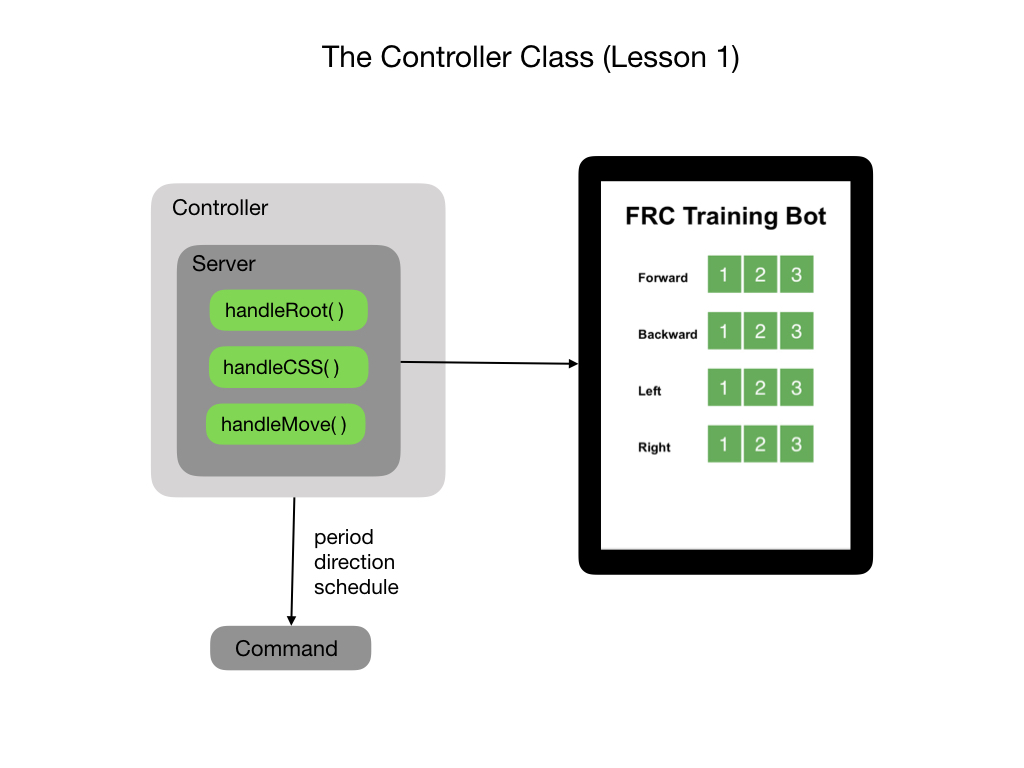 The Controller Class (Lesson 1)
Controller
Server
handleRoot( )
handleCSS( )
handleMove( )
period
direction
schedule
Command
FRC Training Bot
Forward 1 2 3
Backward 1 2 3
Left 1 2 3
Right 1 2 3